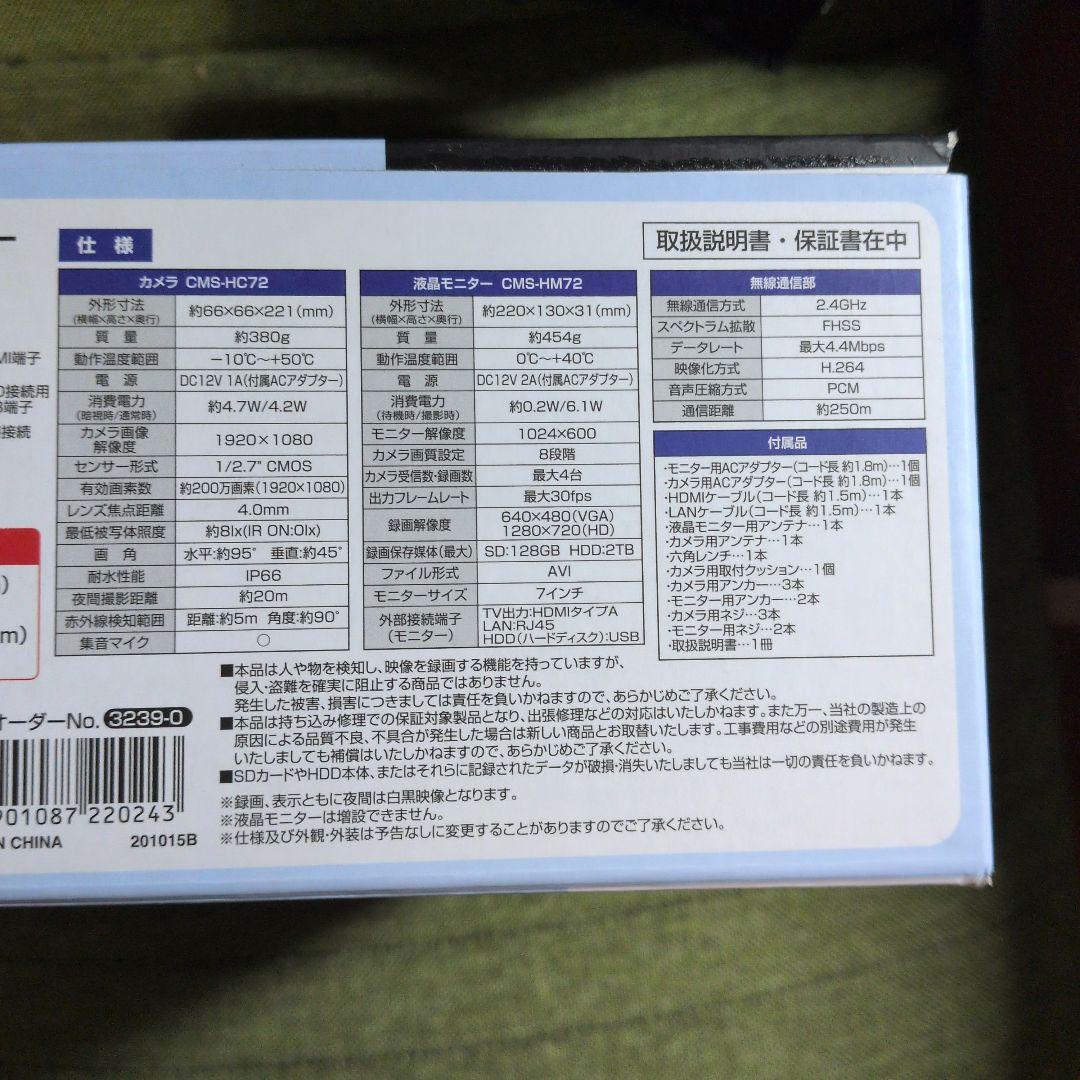 仕様
取扱説明書・保証書在中
カメラ CMS-HC72
外形寸法 約66×66×221(mm)
(横幅×高さ×奥行)
質量 約380g
動作温度範囲 −10℃〜+50℃
電源 DC12V 1A(付属ACアダプター)
消費電力 約4.7W/4.2W
(暗視時/通常時)
カメラ画像
解像度 1920×1080
センサー形式 1/2.7" CMOS
有効画素数 約200万画素(1920×1080)
レンズ焦点距離 4.0mm
最低被写体照度 約8lx(IR ON:0lx)
画角 水平:約95° 垂直:約45°
耐水性能 IP66
夜間撮影距離 約20m
赤外線検知範囲 距離:約5m 角度:約90°
集音マイク ○
液晶モニター CMS-HM72
外形寸法 約220×130×31(mm)
(横幅×高さ×奥行)
質量 約454g
動作温度範囲 0℃〜+40℃
電源 DC12V 2A(付属ACアダプター)
消費電力 約0.2W/6.1W
(待機時/撮影時)
モニター解像度 1024×600
カメラ画質設定 8段階
カメラ受信数・録画数 最大4台
出力フレームレート 最大30fps
録画解像度 640×480(VGA)
1280×720(HD)
録画保存媒体(最大) SD:128GB HDD:2TB
ファイル形式 AVI
モニターサイズ 7インチ
外部接続端子
(モニター)
TV出力:HDMIタイプA
LAN:RJ45
HDD(ハードディスク):USB
無線通信部
無線通信方式 2.4GHz
スペクトラム拡散 FHSS
データレート 最大4.4Mbps
映像化方式 H.264
音声圧縮方式 PCM
通信距離 約250m
付属品
・モニター用ACアダプター(コード長 約1.8m)…1個
・カメラ用ACアダプター(コード長 約1.8m)…1個
・HDMIケーブル(コード長 約1.5m)…1本
・LANケーブル(コード長 約1.5m)…1本
・液晶モニター用アンテナ…1本
・カメラ用アンテナ…1本
・六角レンチ…1本
・カメラ用取付クッション…1個
・カメラ用アンカー…3本
・モニター用アンカー…2本
・カメラ用ネジ…3本
・モニター用ネジ…2本
・取扱説明書…1冊
MI端子
D接続用
B端子
接続
)
m)
オーダーNo. 3239-0
901087 220243
N CHINA 201015B
■本品は人や物を検知し、映像を録画する機能を持っていますが、
侵入・盗難を確実に阻止する商品ではありません。
発生した被害、損害につきましては責任を負いかねますので、あらかじめご了承ください。
■本品は持ち込み修理での保証対象製品となり、出張修理などの対応はいたしかねます。また万一、当社の製造上の
原因による品質不良、不具合が発生した場合は新しい商品とお取替いたします。工事費用などの別途費用が発生
いたしましても補償はいたしかねますので、あらかじめご了承ください。
■SDカードやHDD本体、またはそれらに記録されたデータが破損・消失いたしましても当社は一切の責任を負いかねます。
※録画、表示ともに夜間は白黒映像となります。
※液晶モニターは増設できません。
※仕様及び外観・外装は予告なしに変更することがありますのでご了承ください。